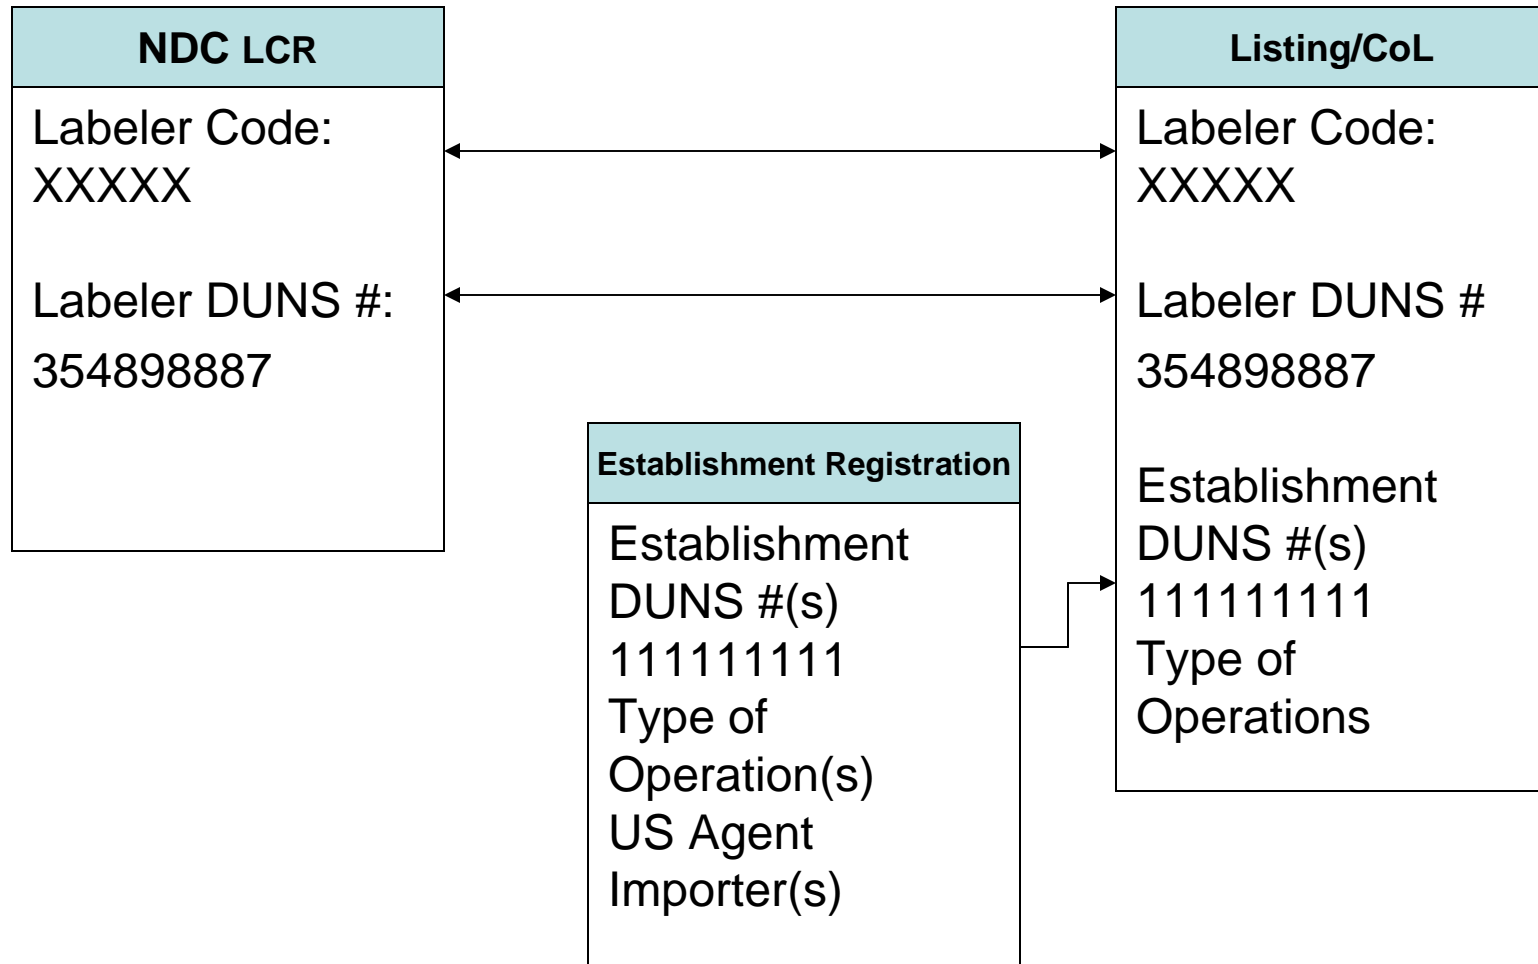 NDC LCR
Labeler Code:
XXXXX
Labeler DUNS #:
354898887
Establishment Registration
Establishment
DUNS #(s)
111111111
Type of
Operation(s)
US Agent
Importer(s)
Listing/CoL
Labeler Code:
XXXXX
Labeler DUNS #
354898887
Establishment
DUNS #(s)
111111111
Type of
Operations